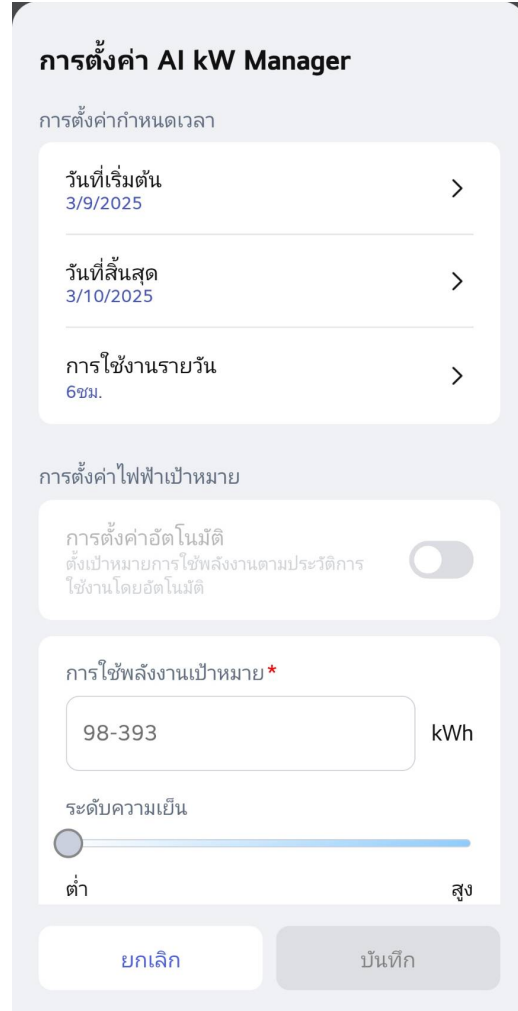 การตั้งค่า AI kW Manager
การตั้งค่ากำหนดเวลา
วันที่เริ่มต้น
3/9/2025
วันที่สิ้นสุด
3/10/2025
การใช้งานรายวัน
6ชม.
การตั้งค่าไฟฟ้าเป้าหมาย
การตั้งค่าอัตโนมัติ
ตั้งเป้าหมายการใช้พลังงานตามประวัติการ
ใช้งานโดยอัตโนมัติ
การใช้พลังงานเป้าหมาย*
98-393 kWh
ระดับความเย็น
ต่ำ สูง
ยกเลิก บันทึก